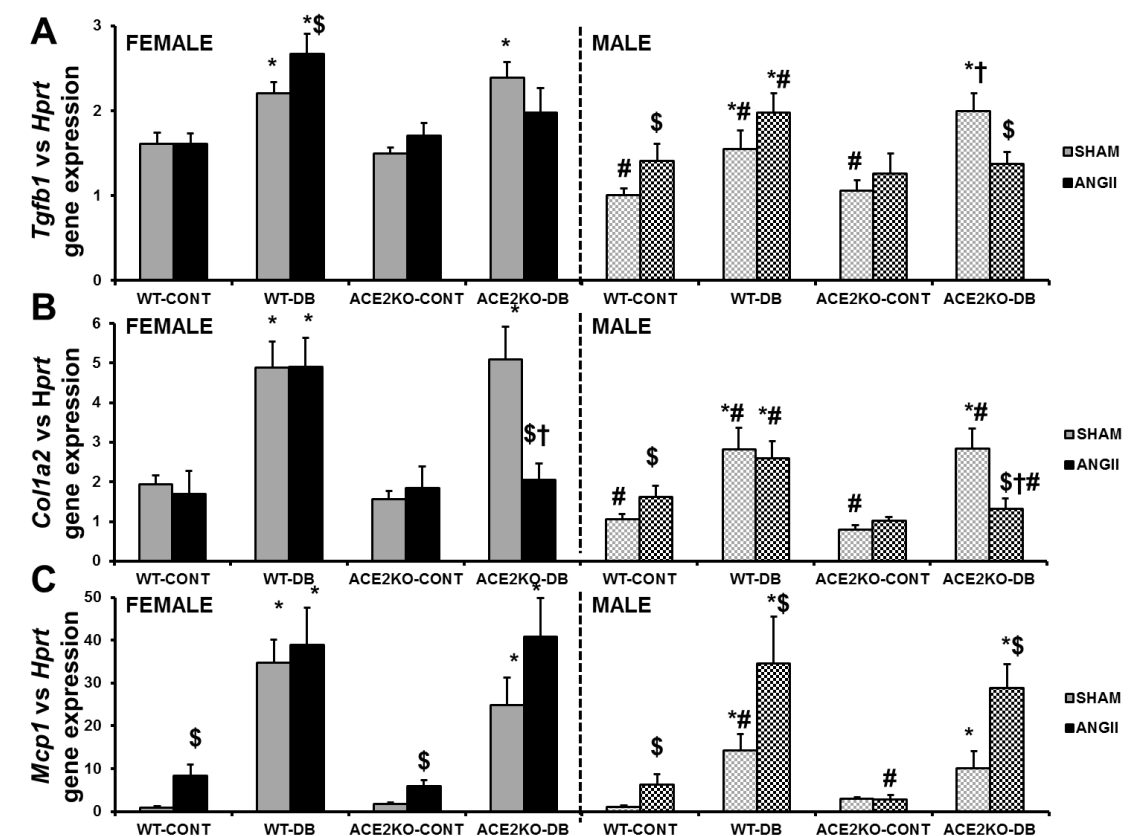 A
Tgfb1 vs Hprt
gene expression
3
2
1
0
FEMALE
*
*$
*
MALE
#
$
*#
*#
#
*†
$
SHAM
ANGII
WT-CONT WT-DB ACE2KO-CONT ACE2KO-DB WT-CONT WT-DB ACE2KO-CONT ACE2KO-DB
B
Col1a2 vs Hprt
gene expression
6
5
4
3
2
1
0
FEMALE
*
*
*
$†
MALE
#
$
*#
*#
#
*#
$†#
SHAM
ANGII
WT-CONT WT-DB ACE2KO-CONT ACE2KO-DB WT-CONT WT-DB ACE2KO-CONT ACE2KO-DB
C
Mcp1 vs Hprt
gene expression
50
40
30
20
10
0
FEMALE
$
*
*
$
*
*
MALE
$
*#
*$
#
*
*$
SHAM
ANGII
WT-CONT WT-DB ACE2KO-CONT ACE2KO-DB WT-CONT WT-DB ACE2KO-CONT ACE2KO-DB